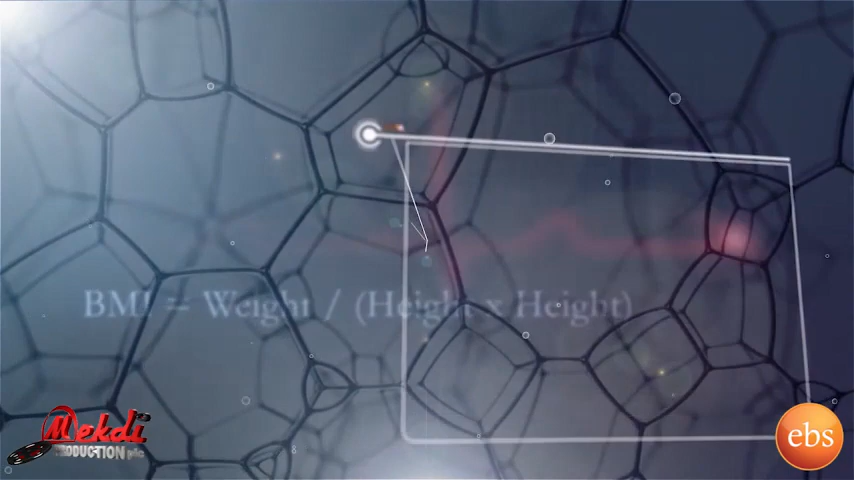 BMI = Weight / (Height x Height)
Mekdi
PRODUCTION plc
ebs